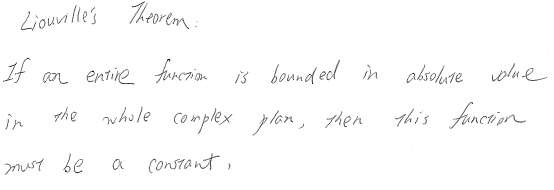 Liouville's Theorem:
If an entire function is bounded in absolute value
in the whole complex plan, then this function
must be a constant,